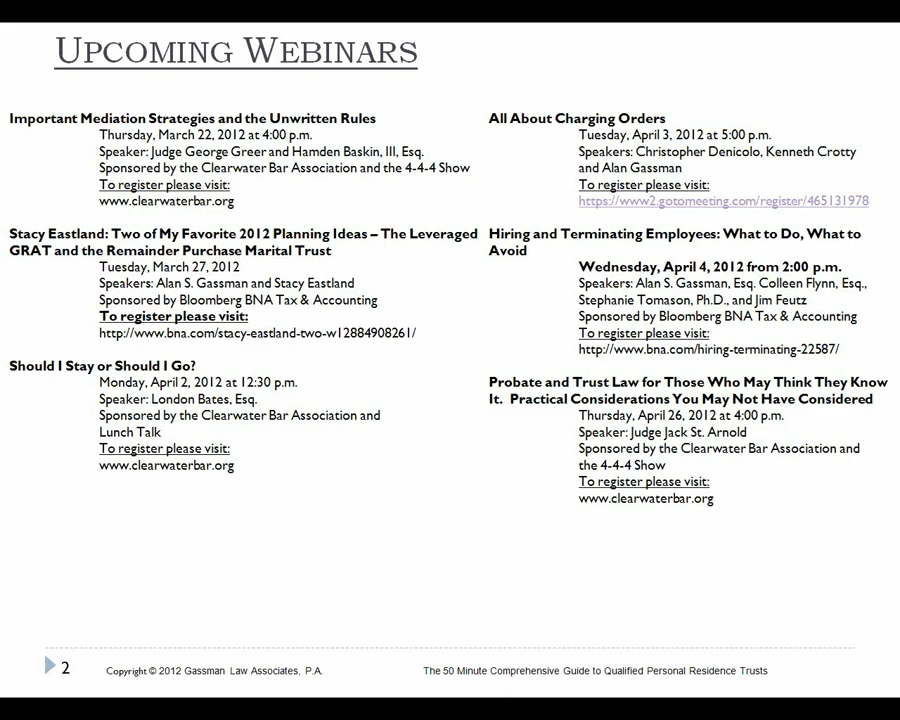 UPCOMING WEBINARS
Important Mediation Strategies and the Unwritten Rules
Thursday, March 22, 2012 at 4:00 p.m.
Speaker: Judge George Greer and Hamden Baskin, III, Esq.
Sponsored by the Clearwater Bar Association and the 4-4-4 Show
To register please visit:
www.clearwaterbar.org
Stacy Eastland: Two of My Favorite 2012 Planning Ideas – The Leveraged
GRAT and the Remainder Purchase Marital Trust
Tuesday, March 27, 2012
Speakers: Alan S. Gassman and Stacy Eastland
Sponsored by Bloomberg BNA Tax & Accounting
To register please visit:
http://www.bna.com/stacy-eastland-two-w12884908261/
Should I Stay or Should I Go?
Monday, April 2, 2012 at 12:30 p.m.
Speaker: London Bates, Esq.
Sponsored by the Clearwater Bar Association and
Lunch Talk
To register please visit:
www.clearwaterbar.org
All About Charging Orders
Tuesday, April 3, 2012 at 5:00 p.m.
Speakers: Christopher Denicolo, Kenneth Crotty
and Alan Gassman
To register please visit:
https://www2.gotomeeting.com/register/465131978
Hiring and Terminating Employees: What to Do, What to
Avoid
Wednesday, April 4, 2012 from 2:00 p.m.
Speakers: Alan S. Gassman, Esq. Colleen Flynn, Esq.,
Stephanie Tomason, Ph.D., and Jim Feutz
Sponsored by Bloomberg BNA Tax & Accounting
To register please visit:
http://www.bna.com/hiring-terminating-22587/
Probate and Trust Law for Those Who May Think They Know
It. Practical Considerations You May Not Have Considered
Thursday, April 26, 2012 at 4:00 p.m.
Speaker: Judge Jack St. Arnold
Sponsored by the Clearwater Bar Association and
the 4-4-4 Show
To register please visit:
www.clearwaterbar.org
2
Copyright © 2012 Gassman Law Associates, P.A.
The 50 Minute Comprehensive Guide to Qualified Personal Residence Trusts